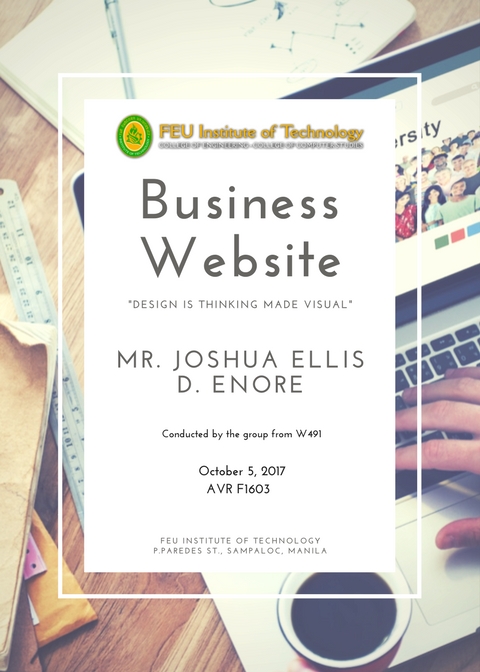 FEU Institute of Technology
COLLEGE OF ENGINEERING - COLLEGE OF COMPUTER STUDIES
Business
Website
"DESIGN IS THINKING MADE VISUAL"
MR. JOSHUA ELLIS
D. ENORE
Conducted by the group from W491
October 5, 2017
AVR F1603
FEU INSTITUTE OF TECHNOLOGY
P.PAREDES ST., SAMPALOC, MANILA
ersity